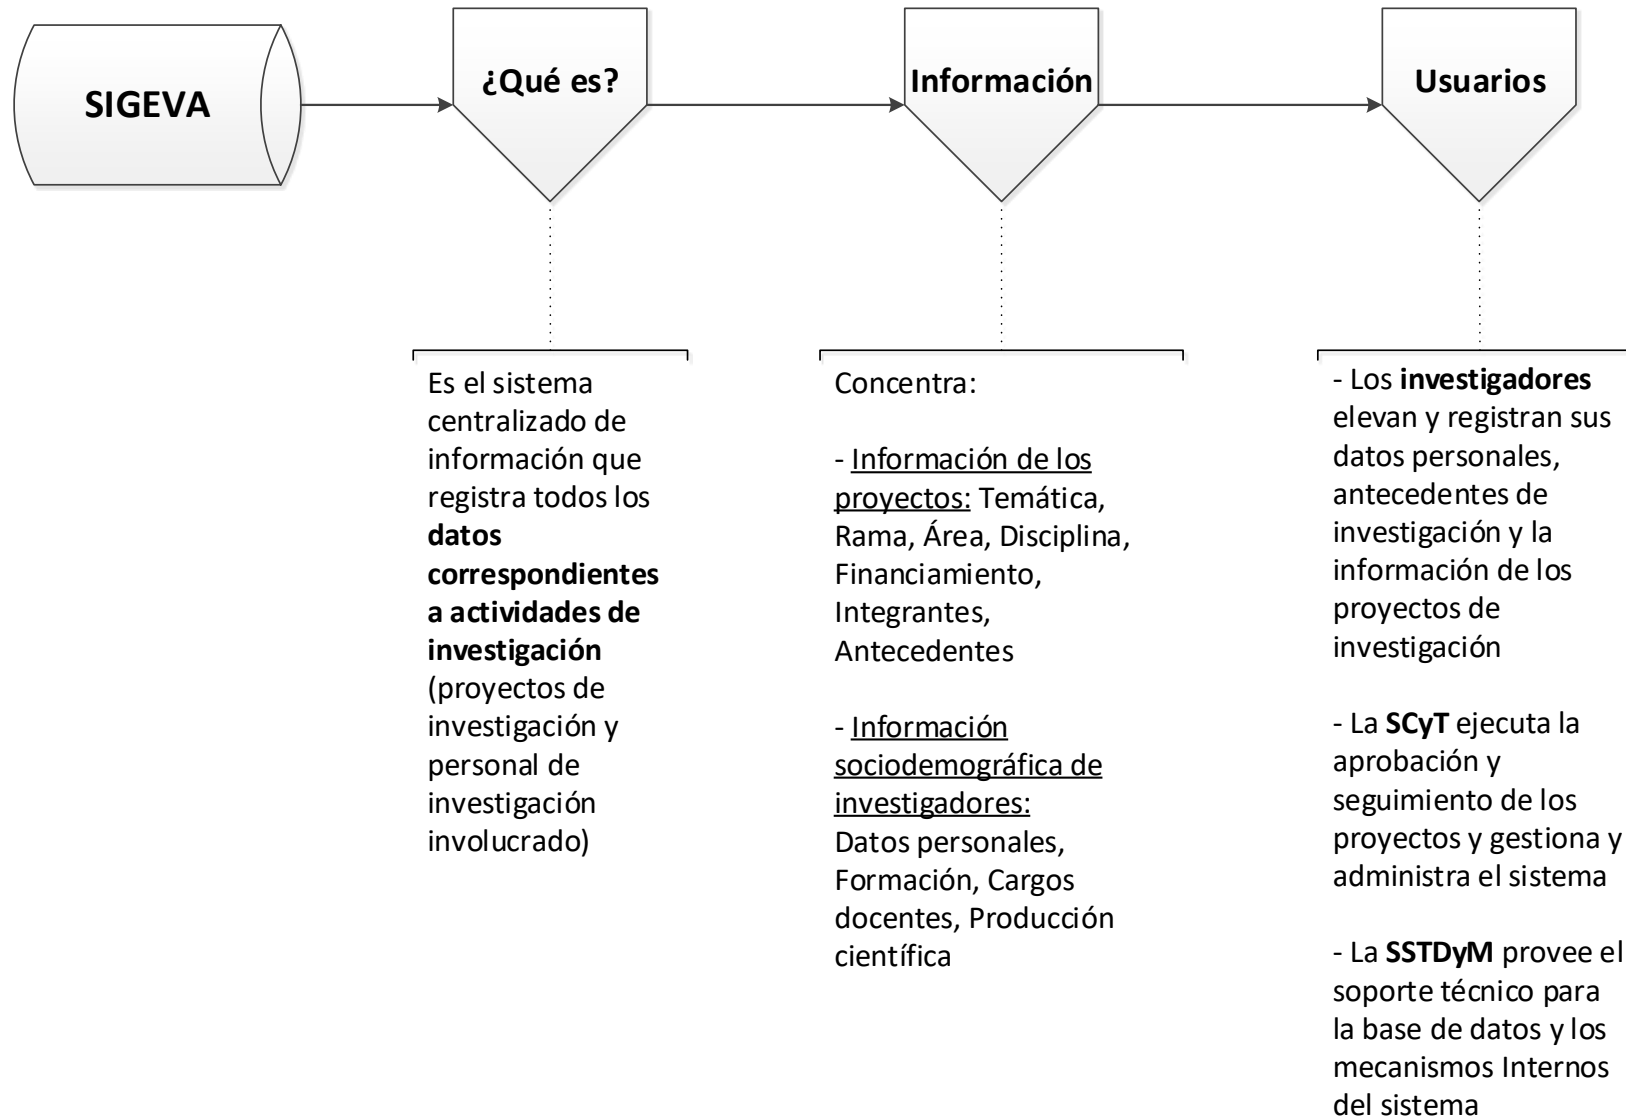 SIGEVA
¿Qué es?
Información
Usuarios
Es el sistema
centralizado de
información que
registra todos los
datos
correspondientes
a actividades de
investigación
(proyectos de
investigación y
personal de
investigación
involucrado)
Concentra:
- Información de los
proyectos: Temática,
Rama, Área, Disciplina,
Financiamiento,
Integrantes,
Antecedentes
- Información
sociodemográfica de
investigadores:
Datos personales,
Formación, Cargos
docentes, Producción
científica
- Los investigadores
elevan y registran sus
datos personales,
antecedentes de
investigación y la
información de los
proyectos de
investigación
- La SCyT ejecuta la
aprobación y
seguimiento de los
proyectos y gestiona y
administra el sistema
- La SSTDyM provee el
soporte técnico para
la base de datos y los
mecanismos Internos
del sistema